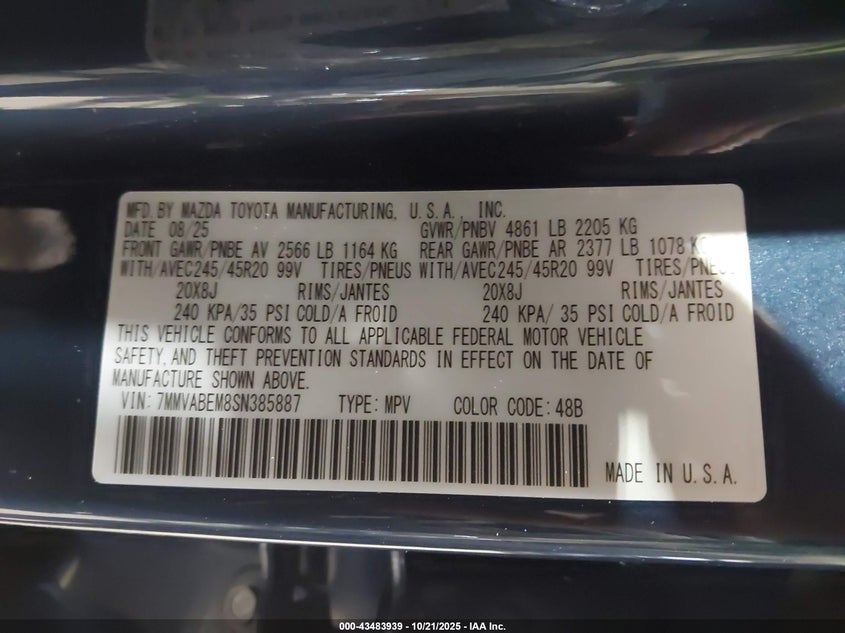 MFD. BY MAZDA TOYOTA MANUFACTURING, U.S.A., INC.
DATE 08/25 GVWR/PNBV 4861 LB 2205 KG
FRONT GAWR/PNBE AV 2566 LB 1164 KG REAR GAWR/PNBE AR 2377 LB 1078
WITH/AVEC245/45R20 99V TIRES/PNEUS WITH/AVEC245/45R20 99V TIRES/PNEUS
20X8J RIMS/JANTES 20X8J RIMS/JANTES
240 KPA/35 PSI COLD/A FROID 240 KPA/ 35 PSI COLD/A FROID
THIS VEHICLE CONFORMS TO ALL APPLICABLE FEDERAL MOTOR VEHICLE
SAFETY, AND THEFT PREVENTION STANDARDS IN EFFECT ON THE DATE OF
MANUFACTURE SHOWN ABOVE.
VIN: 7MMVABEM8SN385887 TYPE: MPV COLOR CODE: 48B
MADE IN U.S.A.
000-43483939 - 10/21/2025 - IAA Inc.